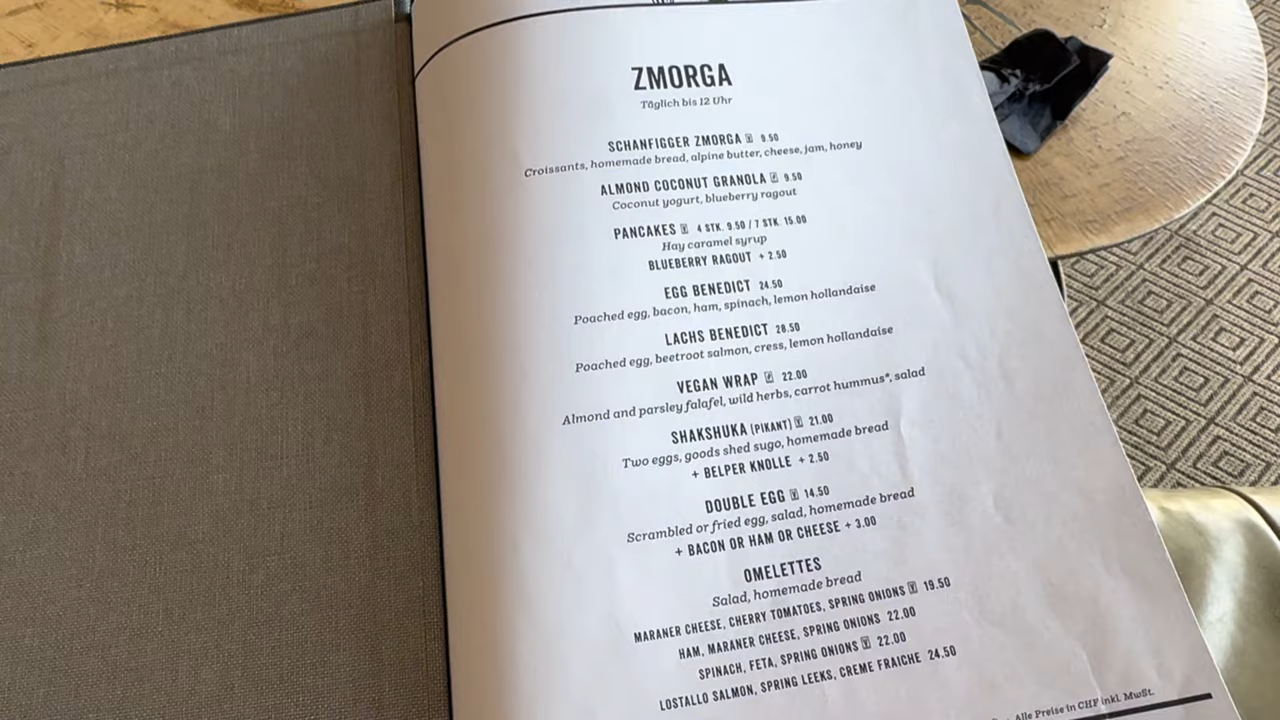 ZMORGA
Täglich bis 12 Uhr
SCHANFIGGER ZMORGA 9.50
Croissants, homemade bread, alpine butter, cheese, jam, honey
ALMOND COCONUT GRANOLA 9.50
Coconut yogurt, blueberry ragout
PANCAKES 4 STK. 9.50 / 7 STK. 15.00
Hay caramel syrup
BLUEBERRY RAGOUT + 2.50
EGG BENEDICT 24.50
Poached egg, bacon, ham, spinach, lemon hollandaise
LACHS BENEDICT 28.50
Poached egg, beetroot salmon, cress, lemon hollandaise
VEGAN WRAP 22.00
Almond and parsley falafel, wild herbs, carrot hummus*, salad
SHAKSHUKA (PIKANT) 21.00
Two eggs, goods shed sugo, homemade bread
+ BELPER KNOLLE + 2.50
DOUBLE EGG 14.50
Scrambled or fried egg, salad, homemade bread
+ BACON OR HAM OR CHEESE + 3.00
OMELETTES
Salad, homemade bread
MARANER CHEESE, CHERRY TOMATOES, SPRING ONIONS 19.50
HAM, MARANER CHEESE, SPRING ONIONS 22.00
SPINACH, FETA, SPRING ONIONS 22.00
LOSTALLO SALMON, SPRING LEEKS, CREME FRAICHE 24.50
Alle Preise in CHF inkl. MwSt.